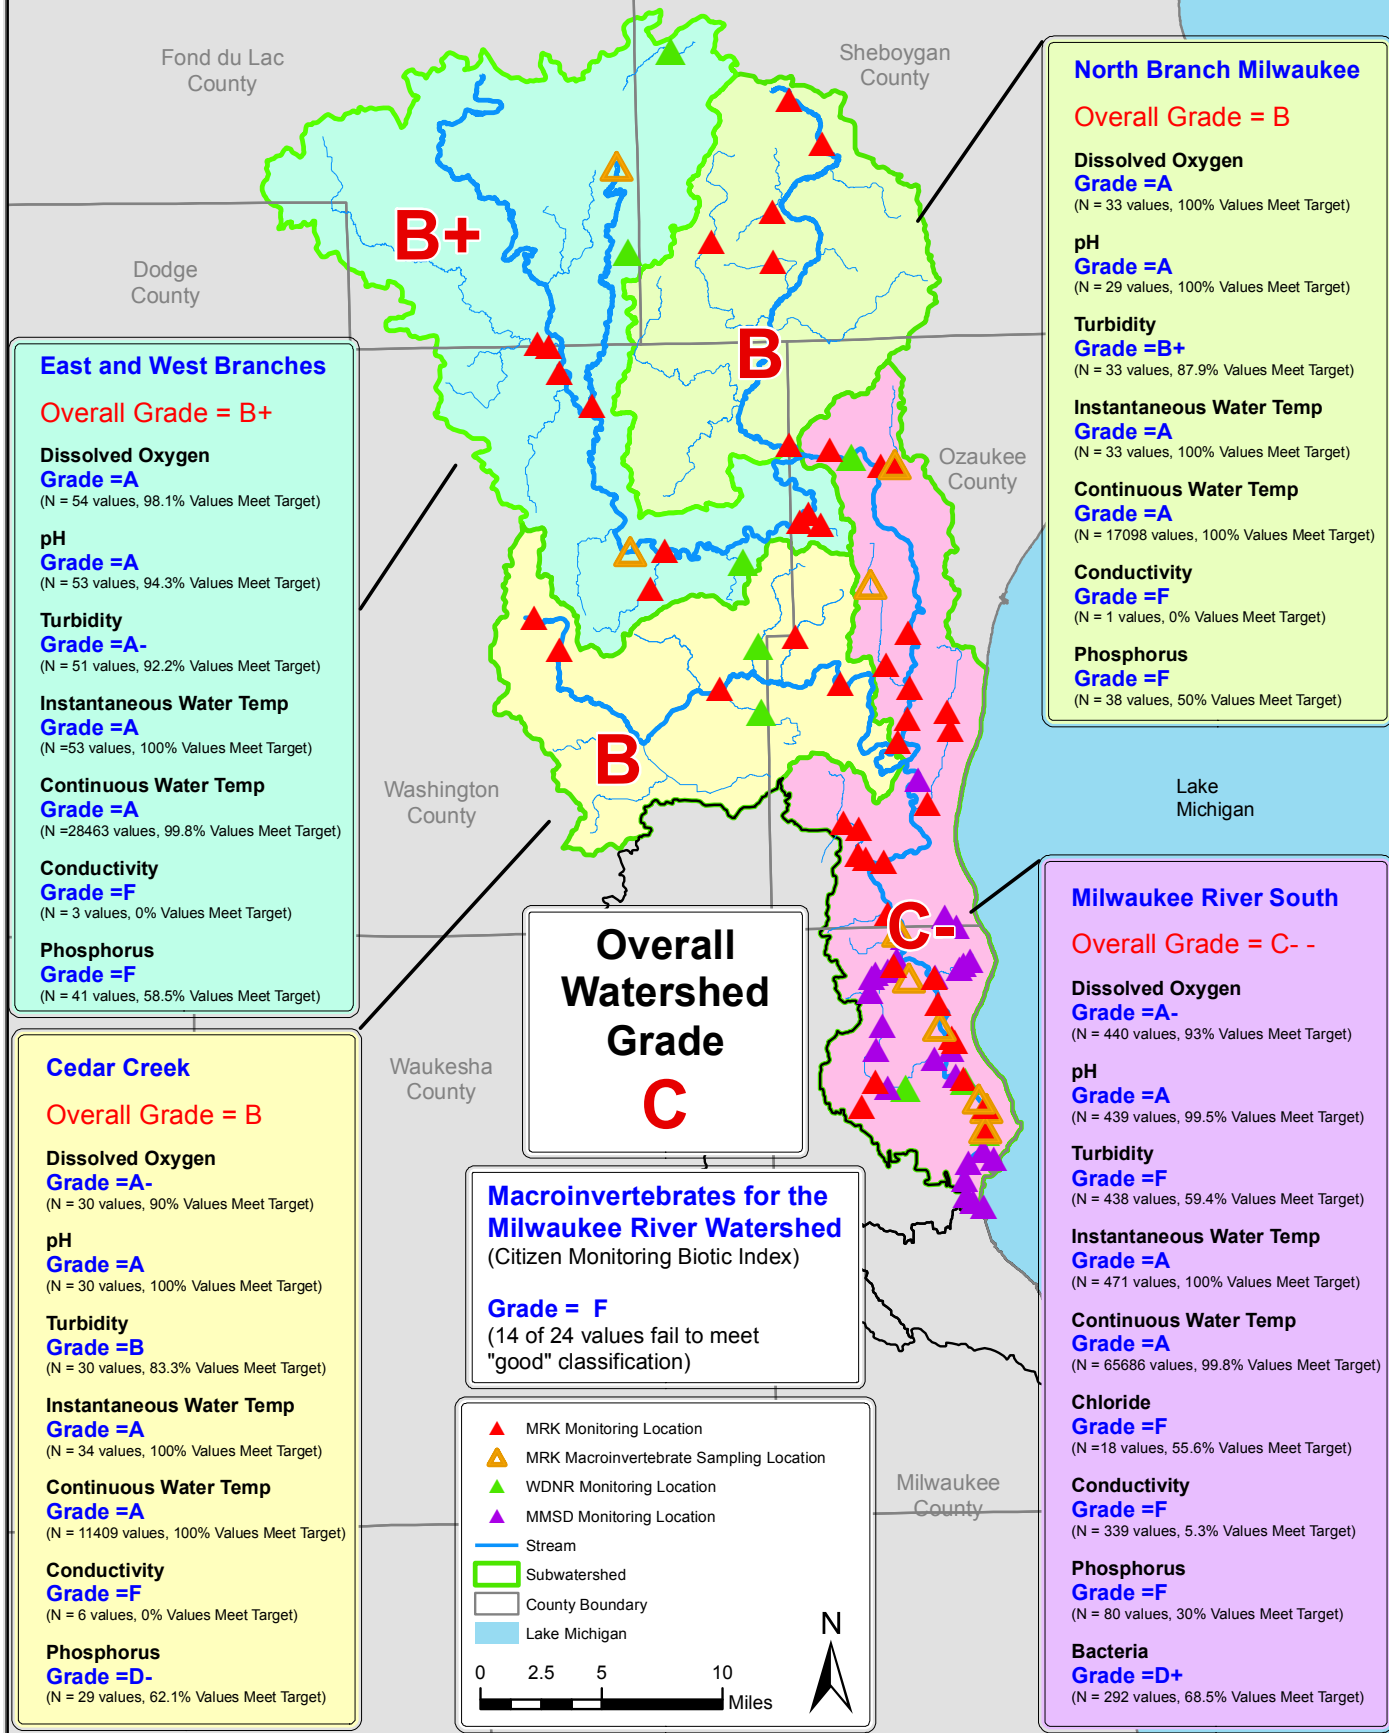 Fond du Lac
County
Sheboygan
County
Dodge
County
Ozaukee
County
Washington
County
Waukesha
County
Milwaukee
County
Lake
Michigan
B+
B
B
C-
North Branch Milwaukee
Overall Grade = B
Dissolved Oxygen
Grade =A
(N = 33 values, 100% Values Meet Target)
pH
Grade =A
(N = 29 values, 100% Values Meet Target)
Turbidity
Grade =B+
(N = 33 values, 87.9% Values Meet Target)
Instantaneous Water Temp
Grade =A
(N = 33 values, 100% Values Meet Target)
Continuous Water Temp
Grade =A
(N = 17098 values, 100% Values Meet Target)
Conductivity
Grade =F
(N = 1 values, 0% Values Meet Target)
Phosphorus
Grade =F
(N = 38 values, 50% Values Meet Target)
East and West Branches
Overall Grade = B+
Dissolved Oxygen
Grade =A
(N = 54 values, 98.1% Values Meet Target)
pH
Grade =A
(N = 53 values, 94.3% Values Meet Target)
Turbidity
Grade =A-
(N = 51 values, 92.2% Values Meet Target)
Instantaneous Water Temp
Grade =A
(N =53 values, 100% Values Meet Target)
Continuous Water Temp
Grade =A
(N =28463 values, 99.8% Values Meet Target)
Conductivity
Grade =F
(N = 3 values, 0% Values Meet Target)
Phosphorus
Grade =F
(N = 41 values, 58.5% Values Meet Target)
Cedar Creek
Overall Grade = B
Dissolved Oxygen
Grade =A-
(N = 30 values, 90% Values Meet Target)
pH
Grade =A
(N = 30 values, 100% Values Meet Target)
Turbidity
Grade =B
(N = 30 values, 83.3% Values Meet Target)
Instantaneous Water Temp
Grade =A
(N = 34 values, 100% Values Meet Target)
Continuous Water Temp
Grade =A
(N = 11409 values, 100% Values Meet Target)
Conductivity
Grade =F
(N = 6 values, 0% Values Meet Target)
Phosphorus
Grade =D-
(N = 29 values, 62.1% Values Meet Target)
Overall
Watershed
Grade
C
Macroinvertebrates for the
Milwaukee River Watershed
(Citizen Monitoring Biotic Index)
Grade =  F
(14 of 24 values fail to meet
"good" classification)
MRK Monitoring Location
MRK Macroinvertebrate Sampling Location
WDNR Monitoring Location
MMSD Monitoring Location
Stream
Subwatershed
County Boundary
Lake Michigan
N
0 2.5 5 10
Miles
Milwaukee River South
Overall Grade = C- -
Dissolved Oxygen
Grade =A-
(N = 440 values, 93% Values Meet Target)
pH
Grade =A
(N = 439 values, 99.5% Values Meet Target)
Turbidity
Grade =F
(N = 438 values, 59.4% Values Meet Target)
Instantaneous Water Temp
Grade =A
(N = 471 values, 100% Values Meet Target)
Continuous Water Temp
Grade =A
(N = 65686 values, 99.8% Values Meet Target)
Chloride
Grade =F
(N =18 values, 55.6% Values Meet Target)
Conductivity
Grade =F
(N = 339 values, 5.3% Values Meet Target)
Phosphorus
Grade =F
(N = 80 values, 30% Values Meet Target)
Bacteria
Grade =D+
(N = 292 values, 68.5% Values Meet Target)